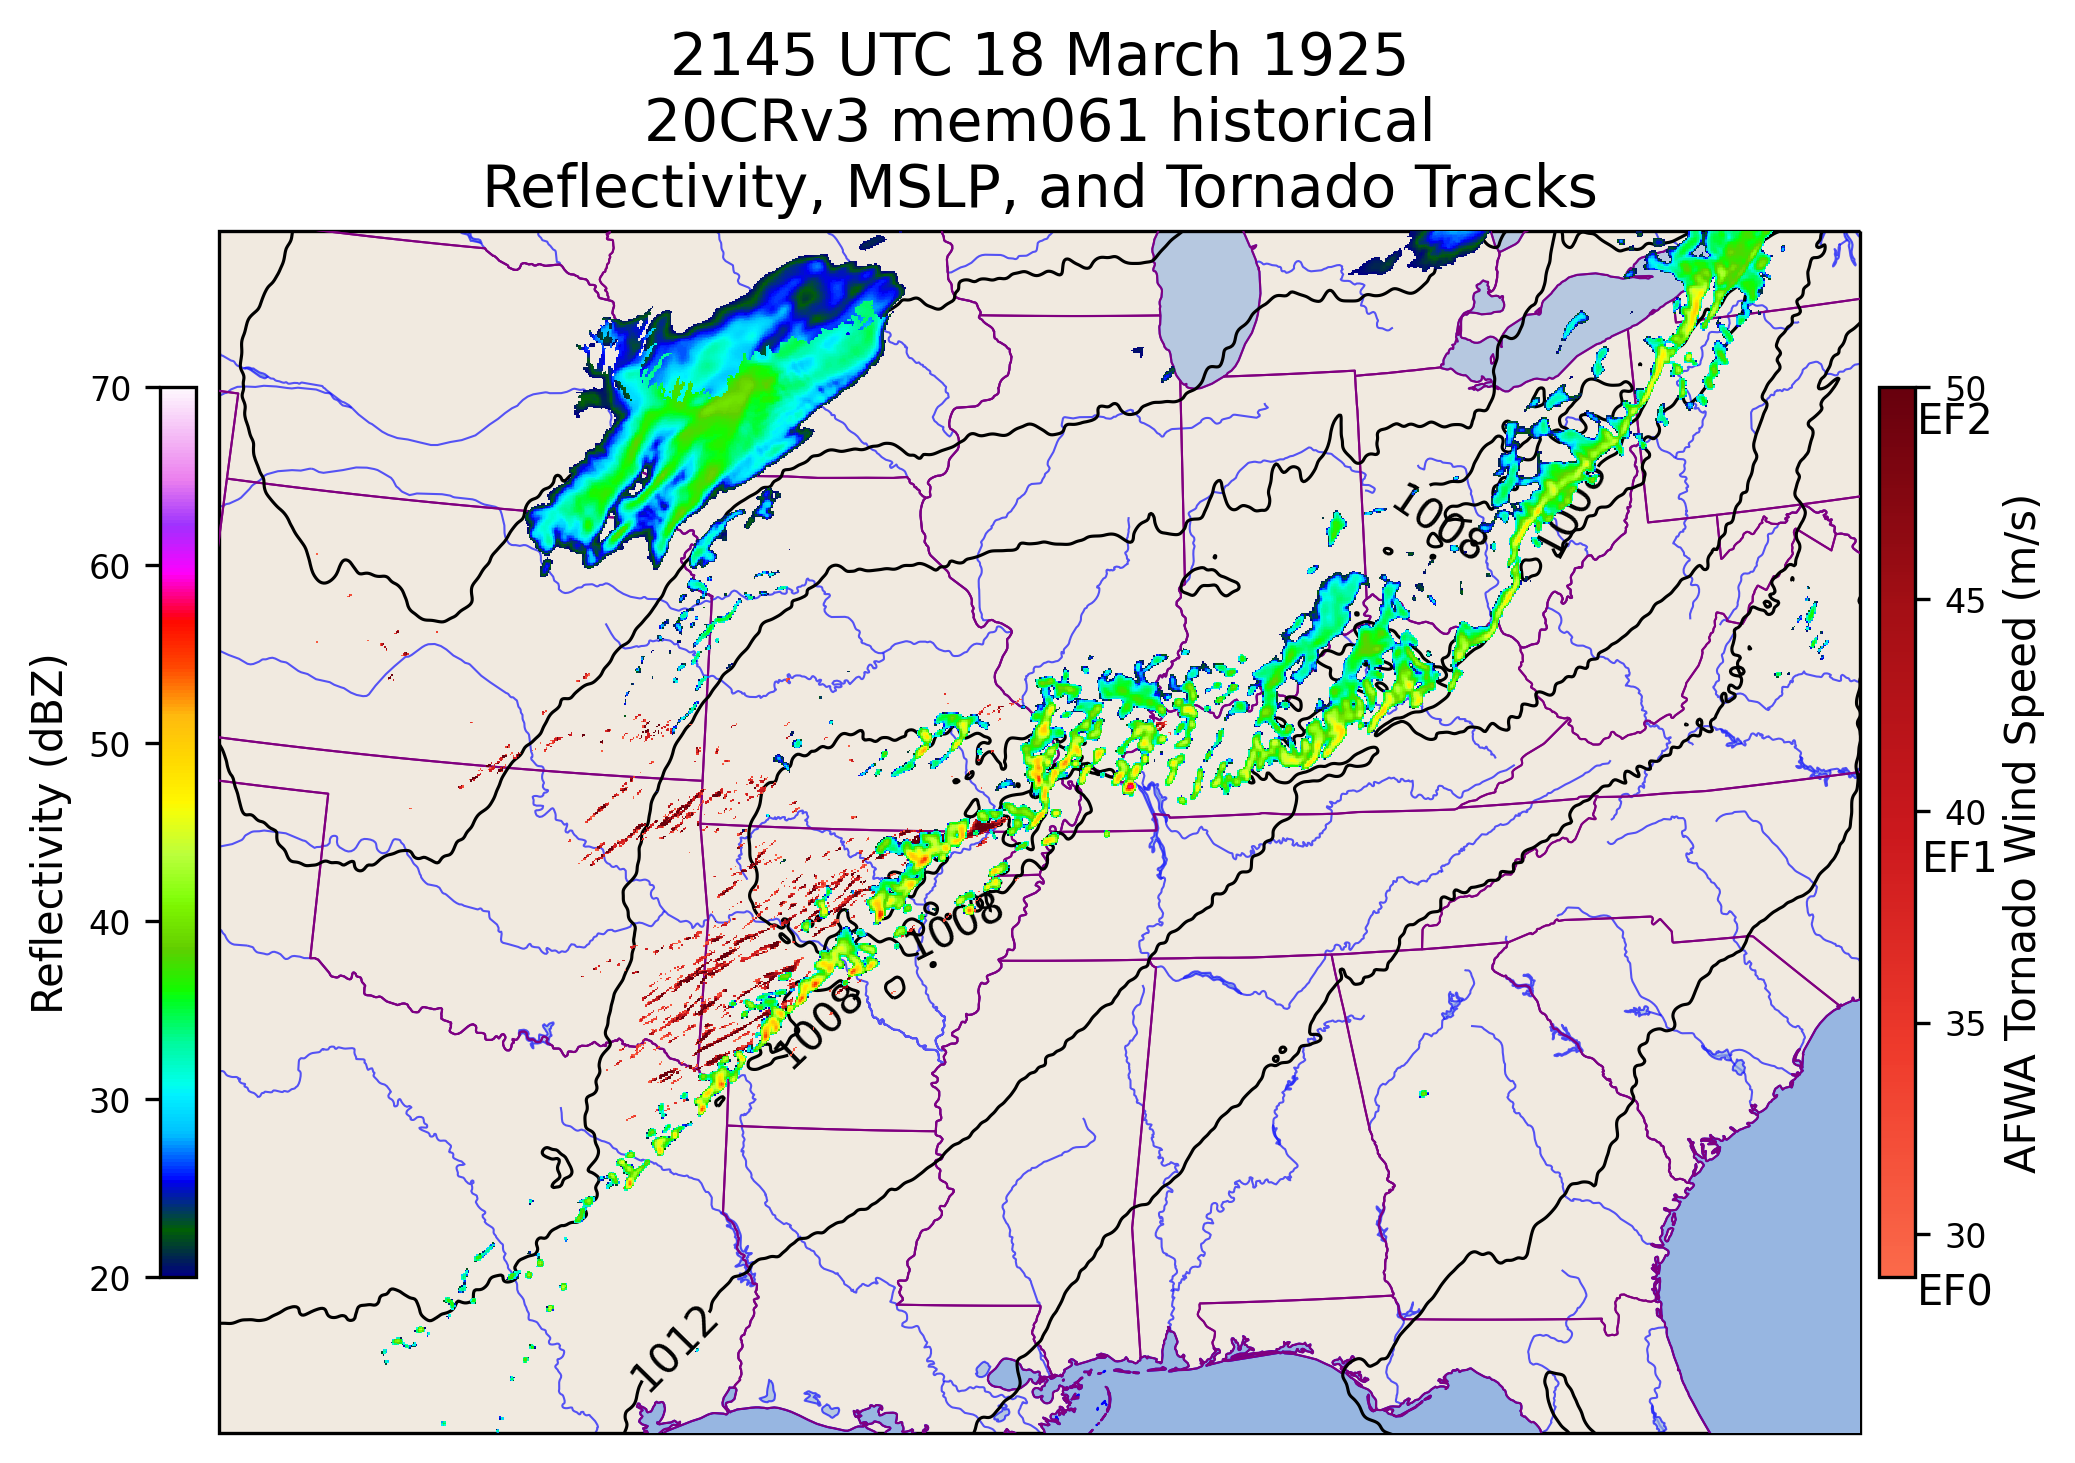 2145 UTC 18 March 1925
20CRv3 mem061 historical
Reflectivity, MSLP, and Tornado Tracks
Reflectivity (dBZ)
70
60
50
40
30
20
1008
1008
1008
1008
1012
50
EF2
45
40
EF1
35
30
EF0
AFWA Tornado Wind Speed (m/s)